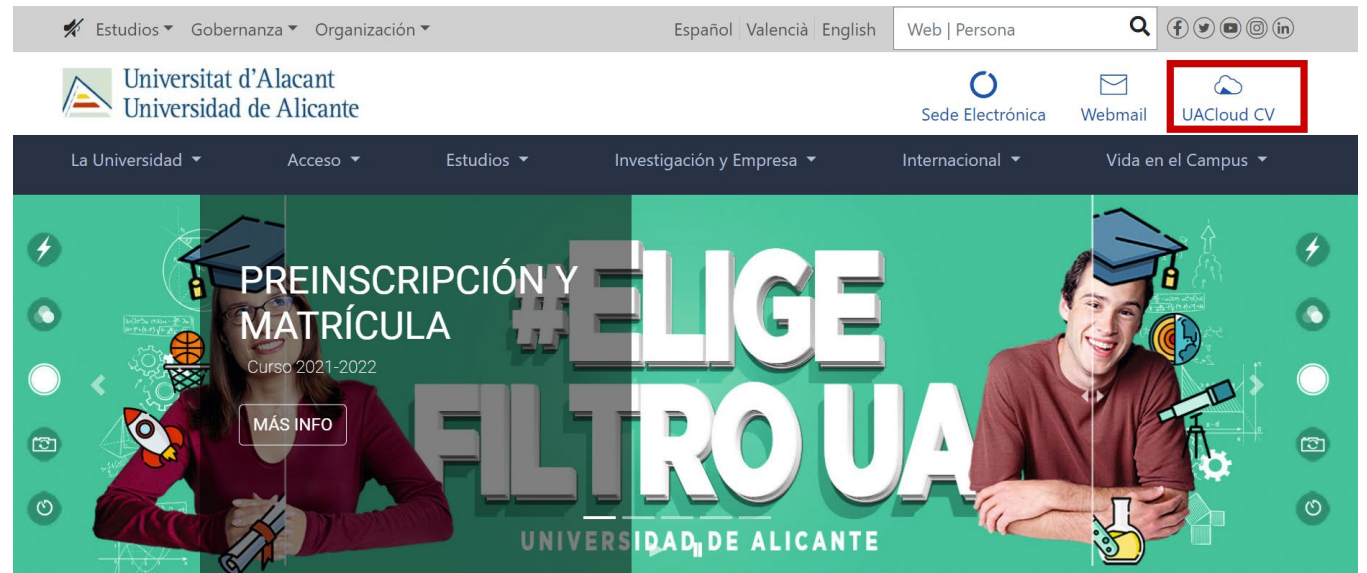 Estudios Gobernanza Organización Español Valencià English Web | Persona
Universitat d'Alacant
Universidad de Alicante
Sede Electrónica Webmail UACloud CV
La Universidad Acceso Estudios Investigación y Empresa Internacional Vida en el Campus
PREINSCRIPCIÓN Y
MATRÍCULA
Curso 2021-2022
MÁS INFO
#ELIGE
FILTRO UA
UNIVERSIDAD DE ALICANTE